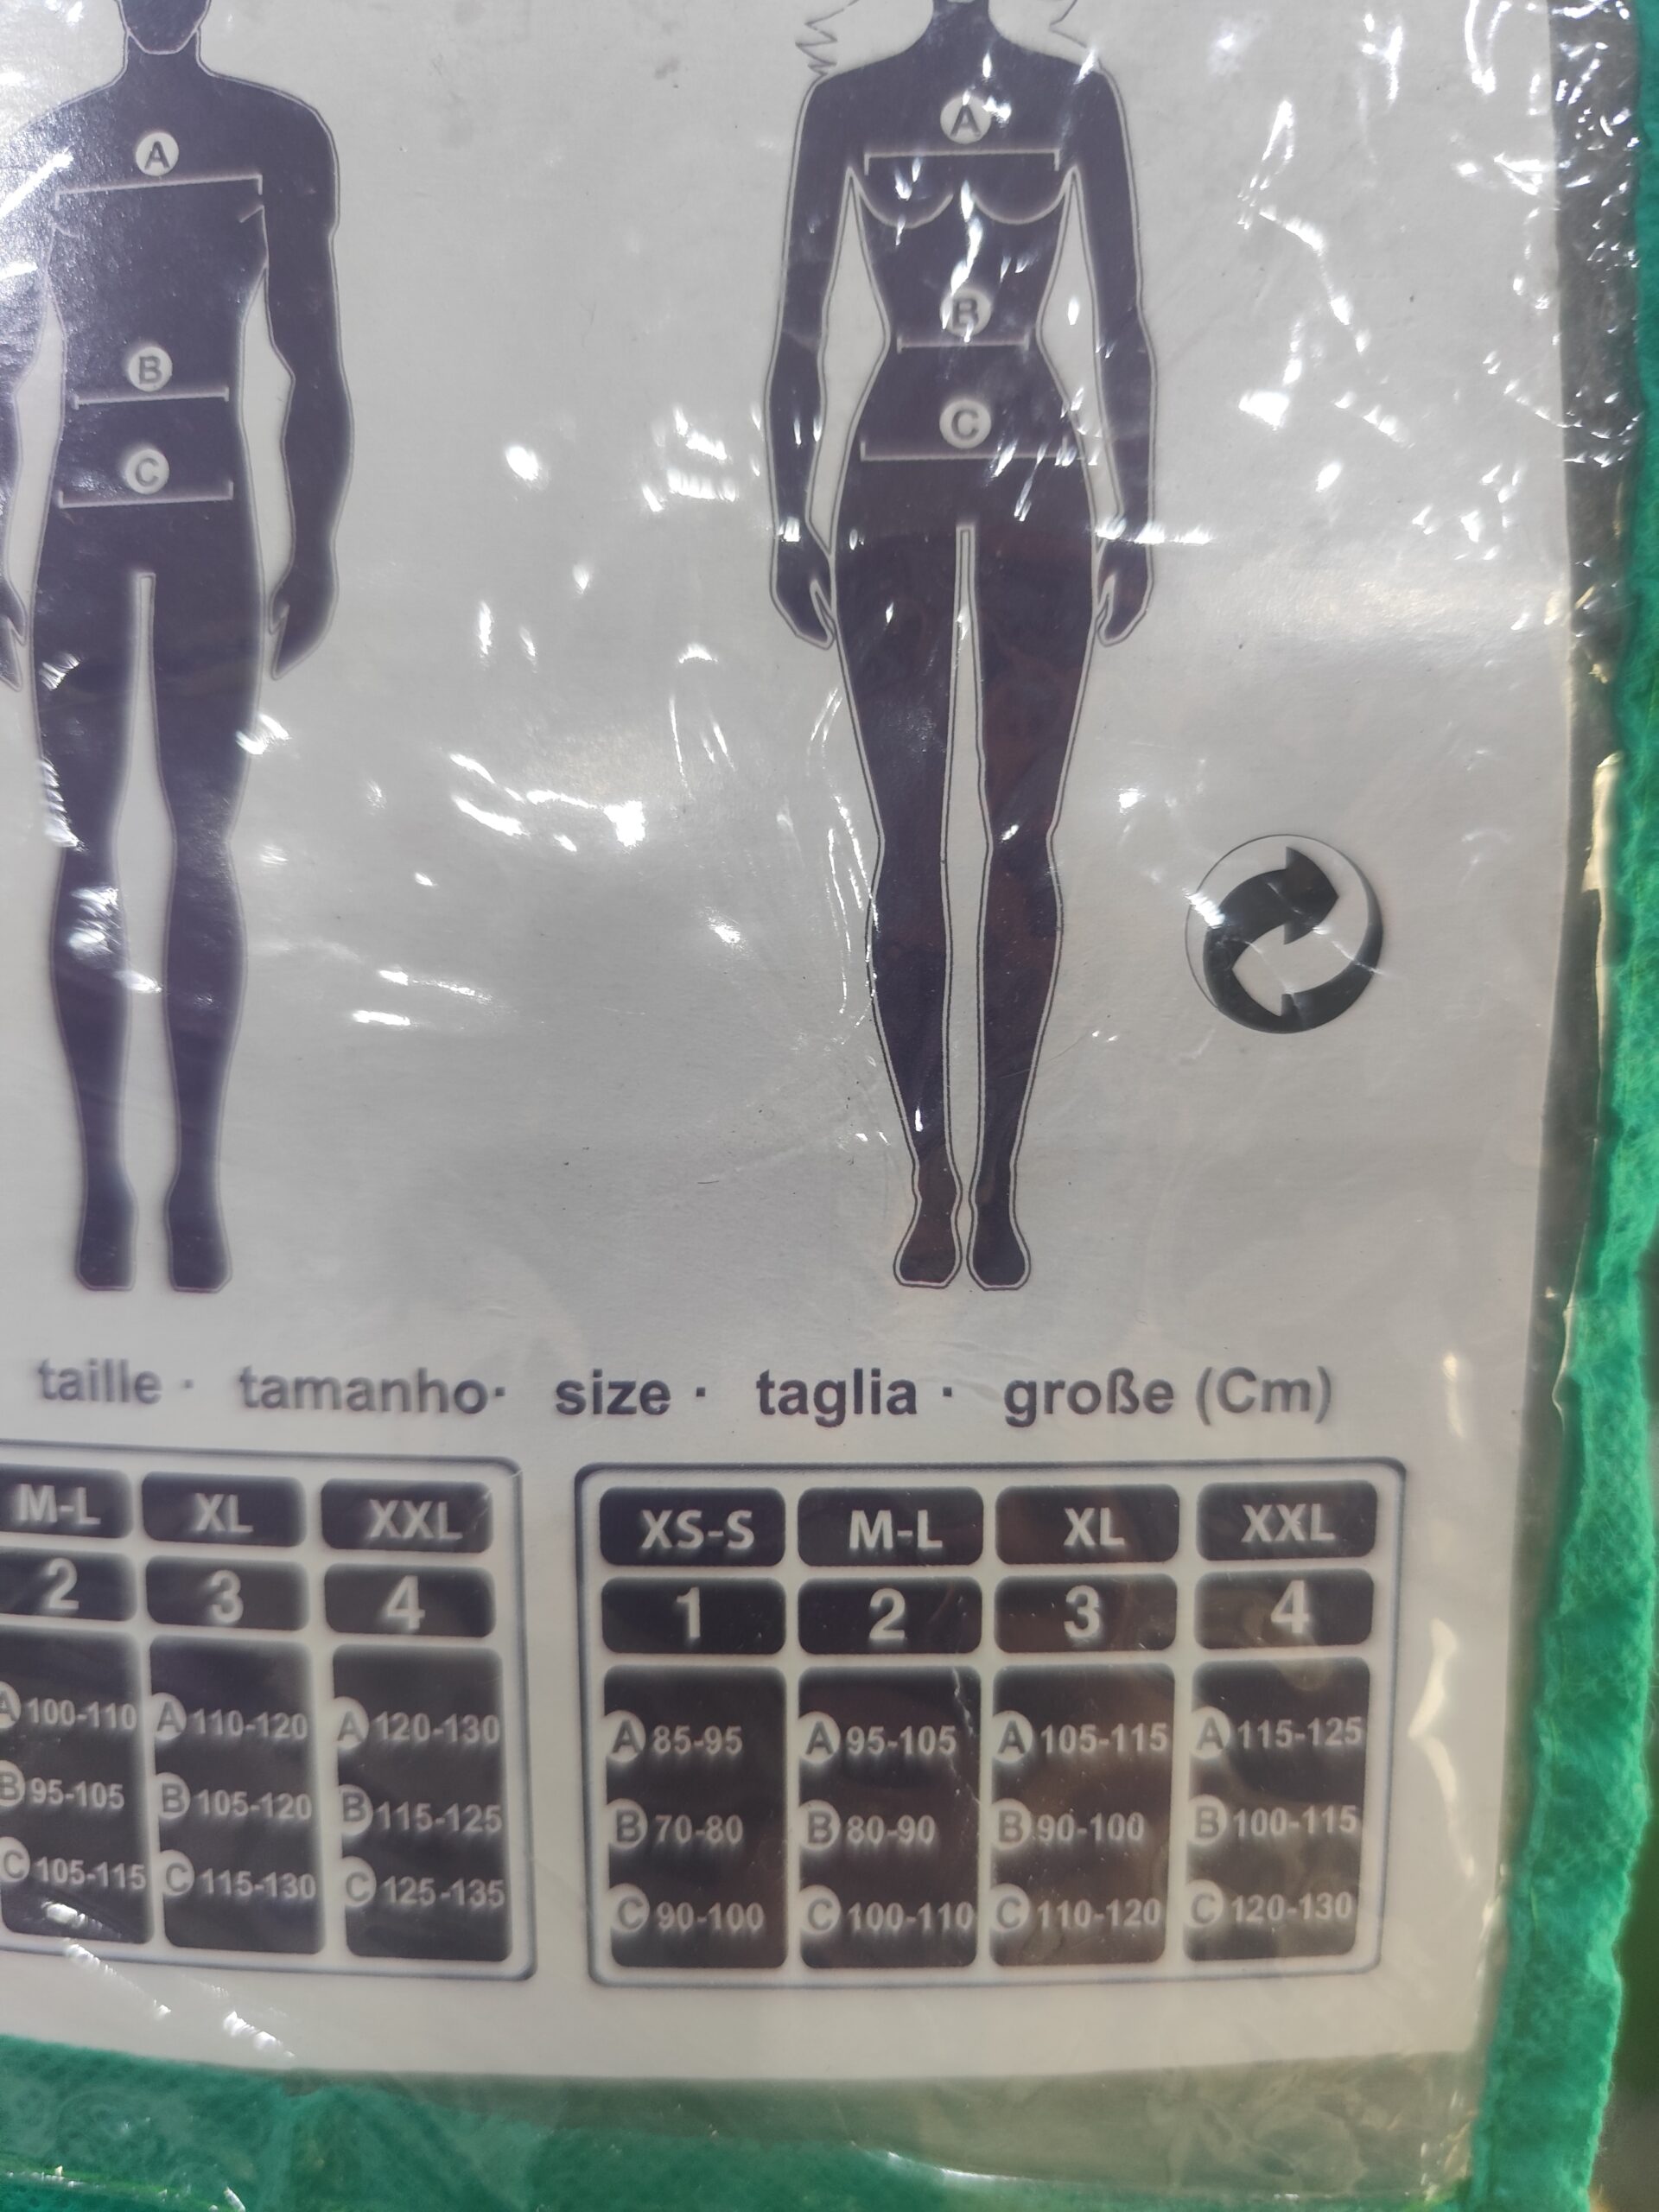 A
B
C
A
B
C
taille · tamanho· size · taglia · große (Cm)
M-L XL XXL
2 3 4
A 100-110 A 110-120 A 120-130
B 95-105 B 105-120 B 115-125
C 105-115 C 115-130 C 125-135
XS-S M-L XL XXL
1 2 3 4
A 85-95 A 95-105 A 105-115 A 115-125
B 70-80 B 80-90 B 90-100 B 100-115
C 90-100 C 100-110 C 110-120 C 120-130